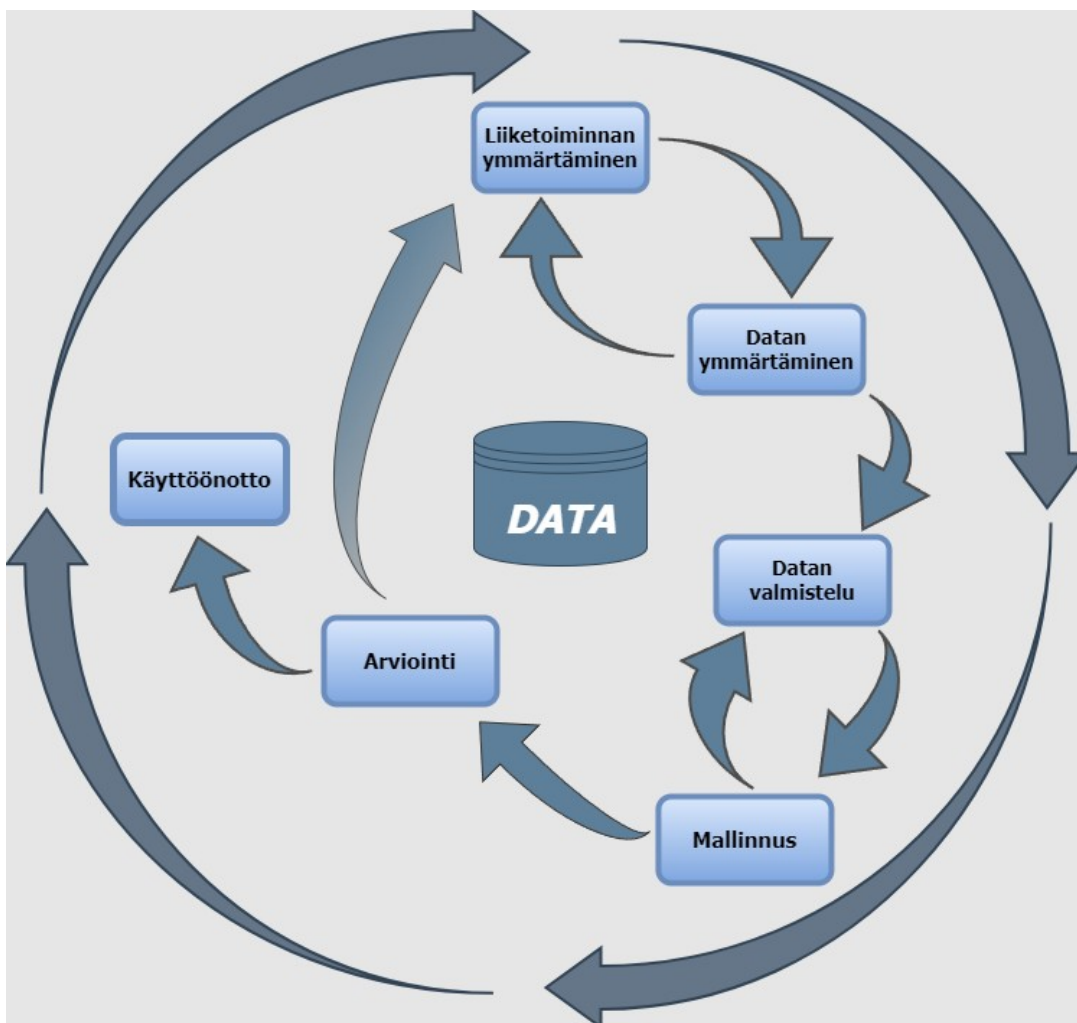 Liiketoiminnan
ymmärtäminen
Datan
ymmärtäminen
Käyttöönotto
DATA
Datan
valmistelu
Arviointi
Mallinnus